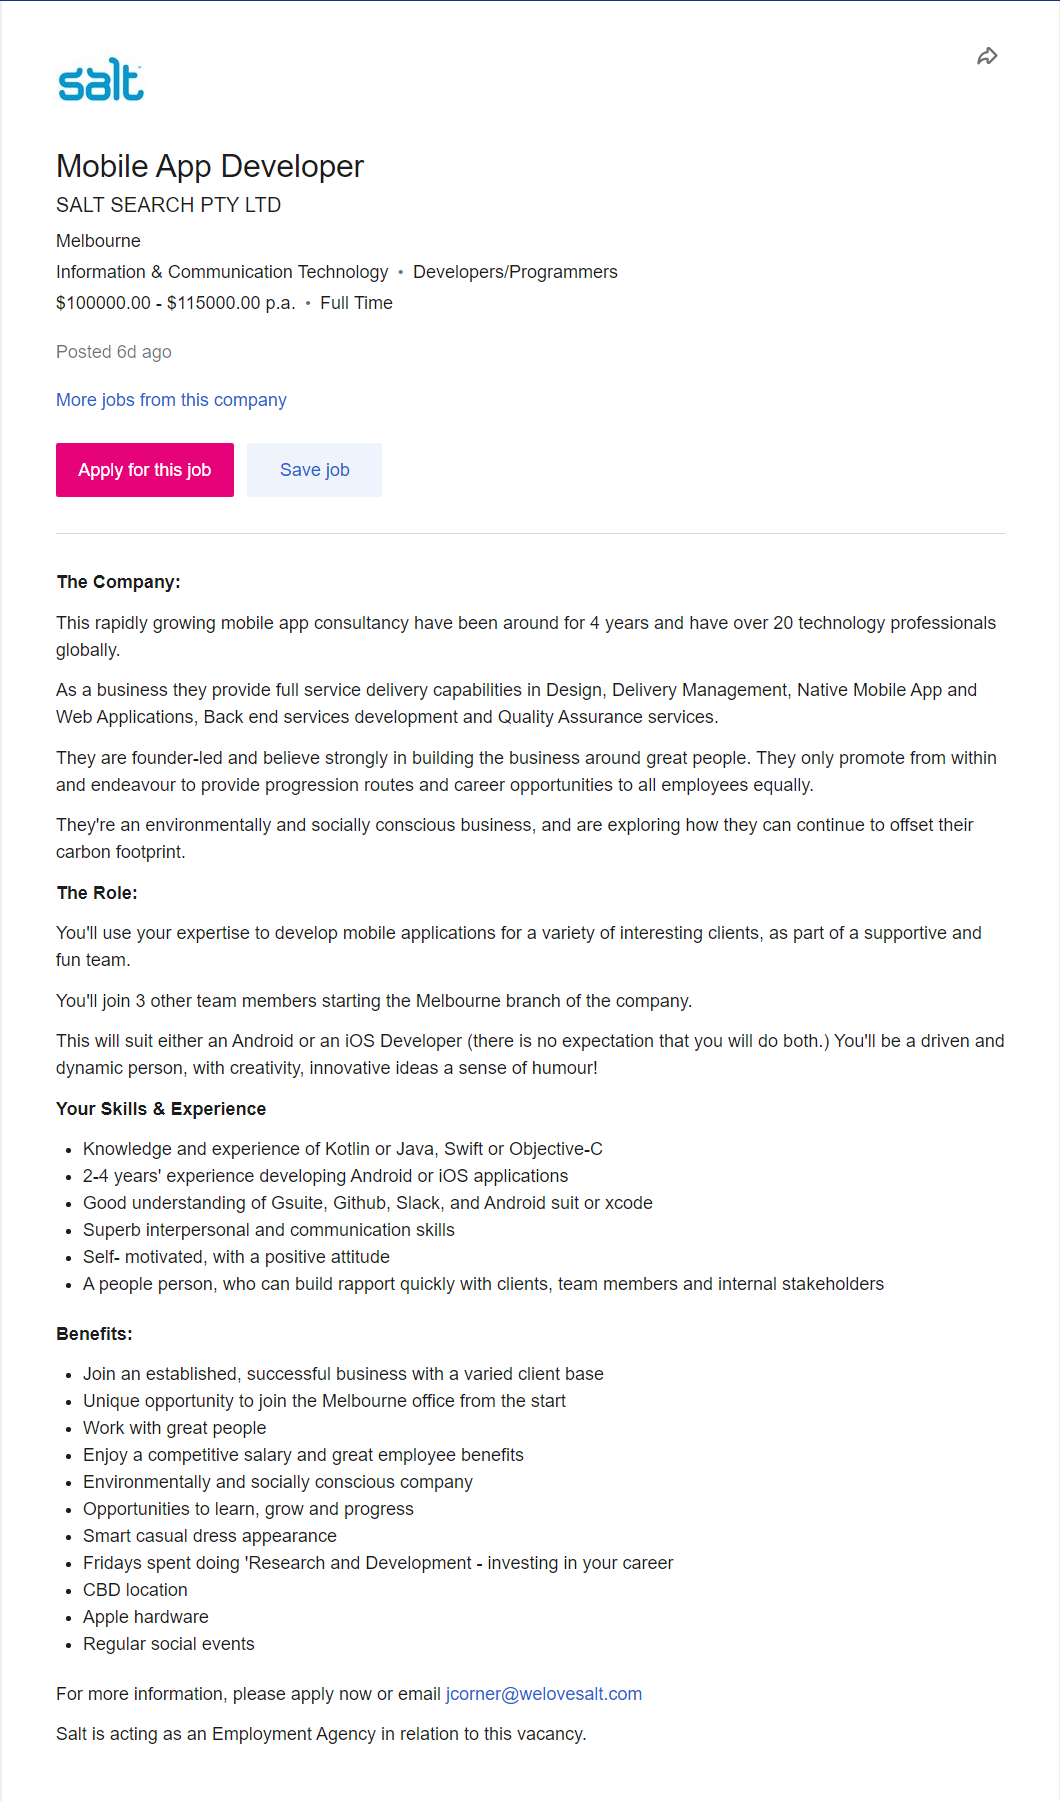 salt
Mobile App Developer
SALT SEARCH PTY LTD
Melbourne
Information & Communication Technology • Developers/Programmers
$100000.00 - $115000.00 p.a. • Full Time
Posted 6d ago
More jobs from this company
Apply for this job
Save job
The Company:
This rapidly growing mobile app consultancy have been around for 4 years and have over 20 technology professionals
globally.
As a business they provide full service delivery capabilities in Design, Delivery Management, Native Mobile App and
Web Applications, Back end services development and Quality Assurance services.
They are founder-led and believe strongly in building the business around great people. They only promote from within
and endeavour to provide progression routes and career opportunities to all employees equally.
They're an environmentally and socially conscious business, and are exploring how they can continue to offset their
carbon footprint.
The Role:
You'll use your expertise to develop mobile applications for a variety of interesting clients, as part of a supportive and
fun team.
You'll join 3 other team members starting the Melbourne branch of the company.
This will suit either an Android or an iOS Developer (there is no expectation that you will do both.) You'll be a driven and
dynamic person, with creativity, innovative ideas a sense of humour!
Your Skills & Experience
• Knowledge and experience of Kotlin or Java, Swift or Objective-C
• 2-4 years' experience developing Android or iOS applications
• Good understanding of Gsuite, Github, Slack, and Android suit or xcode
• Superb interpersonal and communication skills
• Self- motivated, with a positive attitude
• A people person, who can build rapport quickly with clients, team members and internal stakeholders
Benefits:
• Join an established, successful business with a varied client base
• Unique opportunity to join the Melbourne office from the start
• Work with great people
• Enjoy a competitive salary and great employee benefits
• Environmentally and socially conscious company
• Opportunities to learn, grow and progress
• Smart casual dress appearance
• Fridays spent doing 'Research and Development - investing in your career
• CBD location
• Apple hardware
• Regular social events
For more information, please apply now or email jcorner@welovesalt.com
Salt is acting as an Employment Agency in relation to this vacancy.